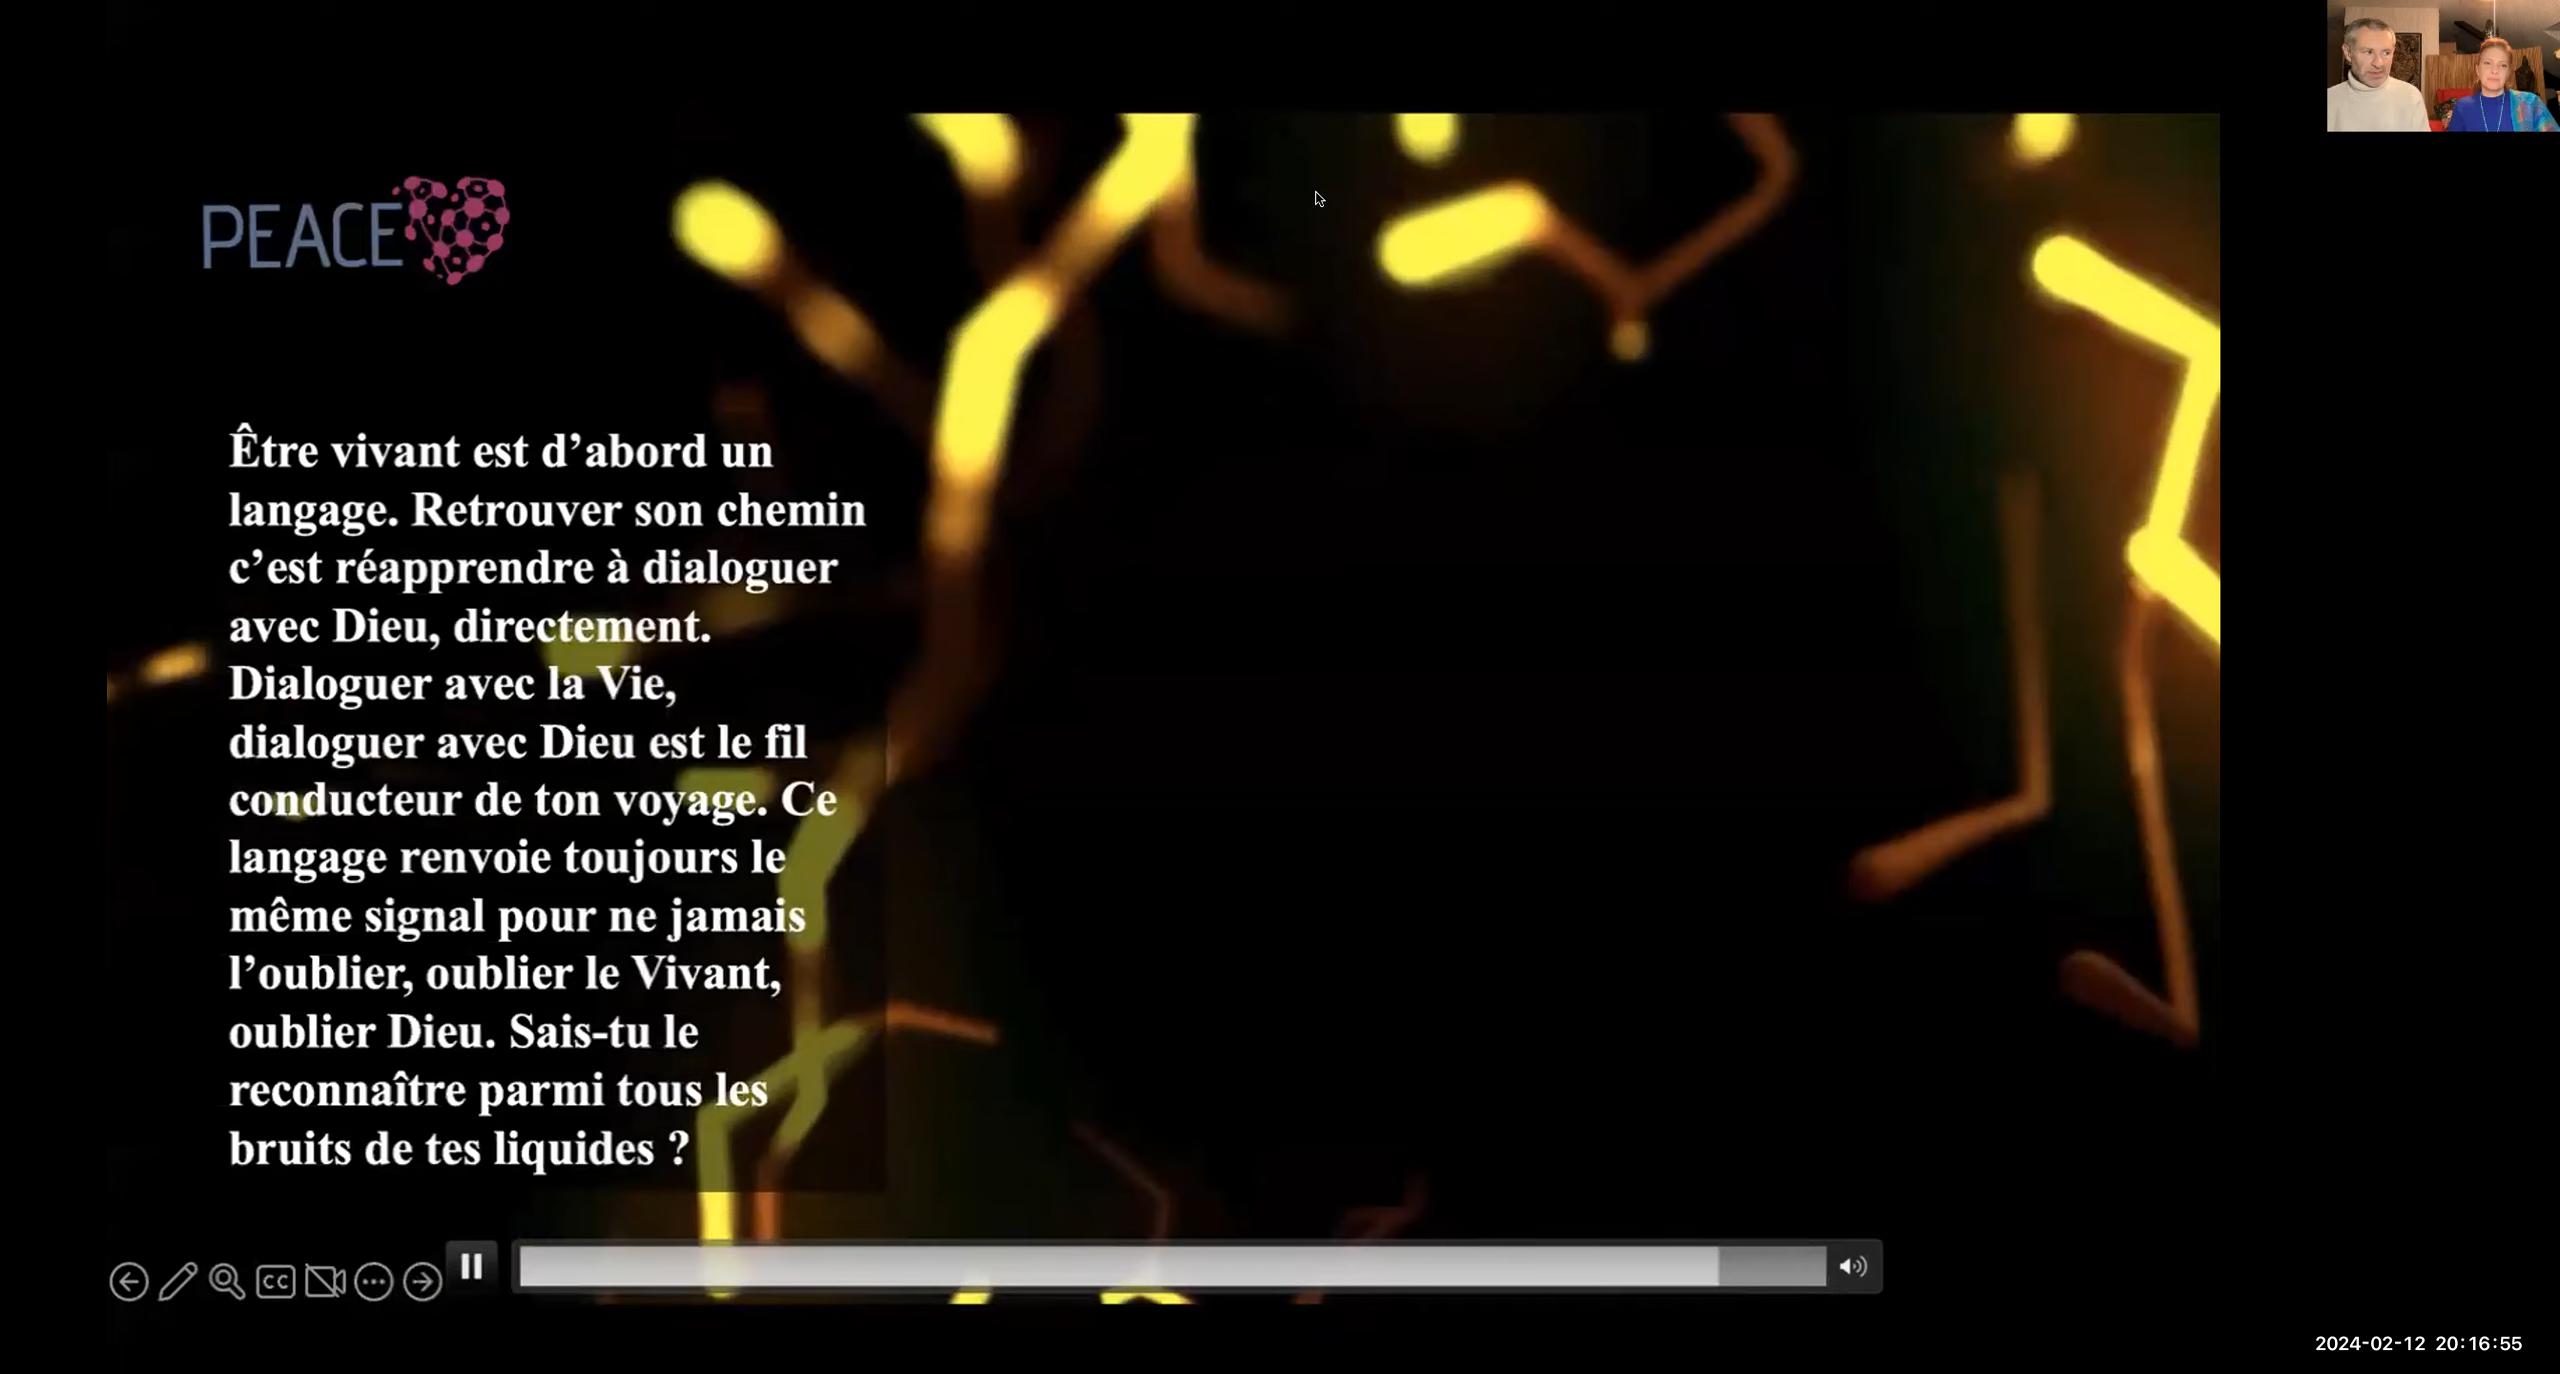 PEACE
Être vivant est d’abord un
langage. Retrouver son chemin
c’est réapprendre à dialoguer
avec Dieu, directement.
Dialoguer avec la Vie,
dialoguer avec Dieu est le fil
conducteur de ton voyage. Ce
langage renvoie toujours le
même signal pour ne jamais
l’oublier, oublier le Vivant,
oublier Dieu. Sais-tu le
reconnaître parmi tous les
bruits de tes liquides ?
CC
2024-02-12 20:16:55